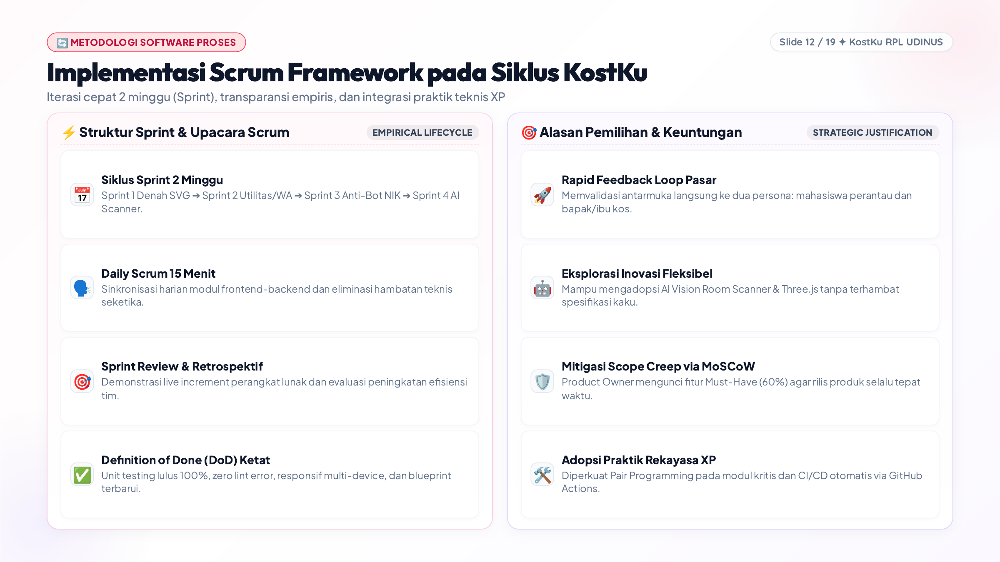 METODOLOGI SOFTWARE PROSES
Slide 12 / 19 ✦ KostKu RPL UDINUS
Implementasi Scrum Framework pada Siklus KostKu
Iterasi cepat 2 minggu (Sprint), transparansi empiris, dan integrasi praktik teknis XP
Struktur Sprint & Upacara Scrum
EMPIRICAL LIFECYCLE
July
17
Siklus Sprint 2 Minggu
Sprint 1 Denah SVG ➔ Sprint 2 Utilitas/WA ➔ Sprint 3 Anti-Bot NIK ➔ Sprint 4 AI
Scanner.
Daily Scrum 15 Menit
Sinkronisasi harian modul frontend-backend dan eliminasi hambatan teknis
seketika.
Sprint Review & Retrospektif
Demonstrasi live increment perangkat lunak dan evaluasi peningkatan efisiensi
tim.
Definition of Done (DoD) Ketat
Unit testing lulus 100%, zero lint error, responsif multi-device, dan blueprint
terbarui.
Alasan Pemilihan & Keuntungan
STRATEGIC JUSTIFICATION
Rapid Feedback Loop Pasar
Memvalidasi antarmuka langsung ke dua persona: mahasiswa perantau dan
bapak/ibu kos.
Eksplorasi Inovasi Fleksibel
Mampu mengadopsi AI Vision Room Scanner & Three.js tanpa terhambat
spesifikasi kaku.
Mitigasi Scope Creep via MoSCoW
Product Owner mengunci fitur Must-Have (60%) agar rilis produk selalu tepat
waktu.
Adopsi Praktik Rekayasa XP
Diperkuat Pair Programming pada modul kritis dan CI/CD otomatis via GitHub
Actions.